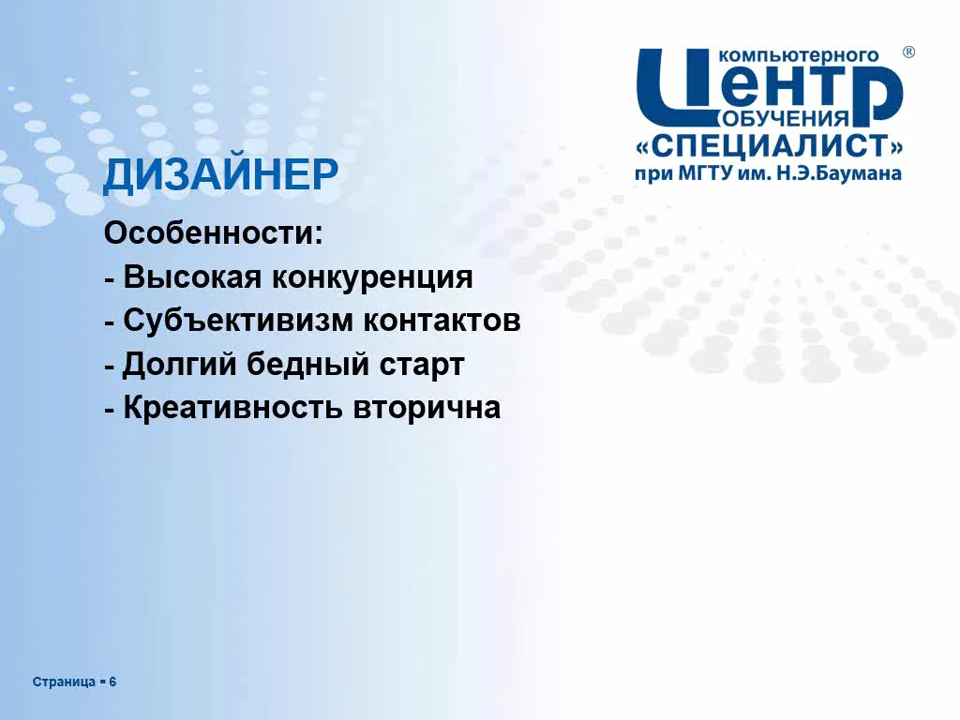 компьютерного ®
Центр
ОБУЧЕНИЯ
«СПЕЦИАЛИСТ»
при МГТУ им. Н.Э.Баумана
ДИЗАЙНЕР
Особенности:
- Высокая конкуренция
- Субъективизм контактов
- Долгий бедный старт
- Креативность вторична
Страница ▪ 6